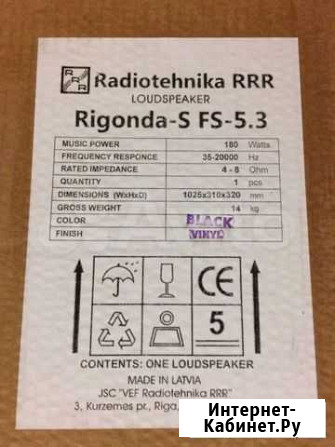 RRR Radiotehnika RRR
LOUDSPEAKER
Rigonda-S FS-5.3
MUSIC POWER 180 Watts
FREQUENCY RESPONCE 35-20000 Hz
RATED IMPEDANCE 4 - 8 Ohm
QUANTITY 1 pcs
DIMENSIONS (WxHxD) 1025x310x320 mm
GROSS WEIGHT 14 kg
COLOR BLACK
FINISH VINYL
CE
5
CONTENTS: ONE LOUDSPEAKER
MADE IN LATVIA
JSC "VEF Radiotehnika RRR"
3, Kurzemes pr., Riga,
Интернет-
Кабинет.Ру